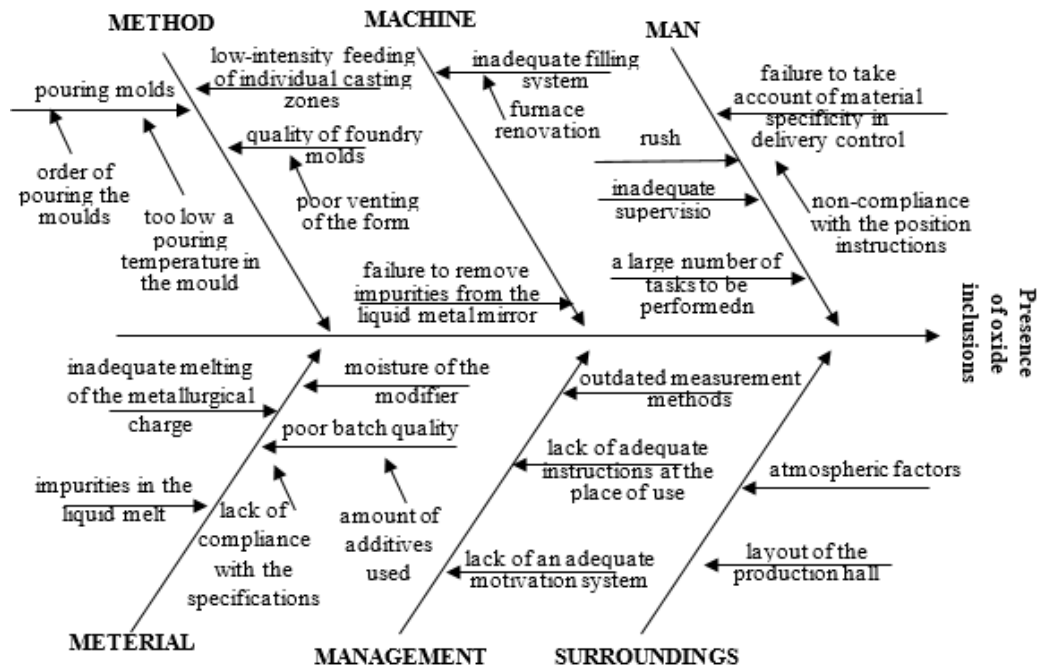 METHOD
MACHINE
MAN
pouring molds
order of
pouring the
moulds
too low a
pouring
temperature in
the mould
low-intensity feeding
of individual casting
zones
quality of foundry
molds
poor venting
of the form
inadequate filling
system
furnace
renovation
failure to remove
impurities from the
liquid metal mirror
failure to take
account of material
specificity in
delivery control
rush
inadequate
supervisio
non-compliance
with the position
instructions
a large number of
tasks to be
performedn
Presence
of oxide
inclusions
inadequate melting
of the metallurgical
charge
moisture of the
modifier
poor batch quality
impurities in the
liquid melt
lack of
compliance
with the
specifications
amount of
additives
used
outdated measurement
methods
lack of adequate
instructions at the
place of use
lack of an adequate
motivation system
atmospheric factors
layout of the
production hall
METERIAL
MANAGEMENT
SURROUNDINGS